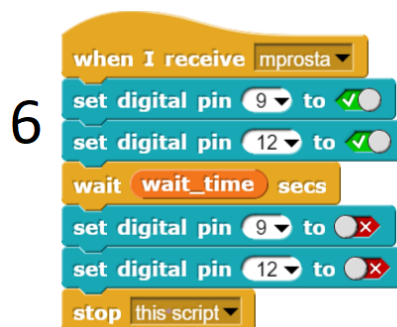 6
when I receive mprosta
set digital pin 9 to
set digital pin 12 to
wait wait_time secs
set digital pin 9 to
set digital pin 12 to
stop this script